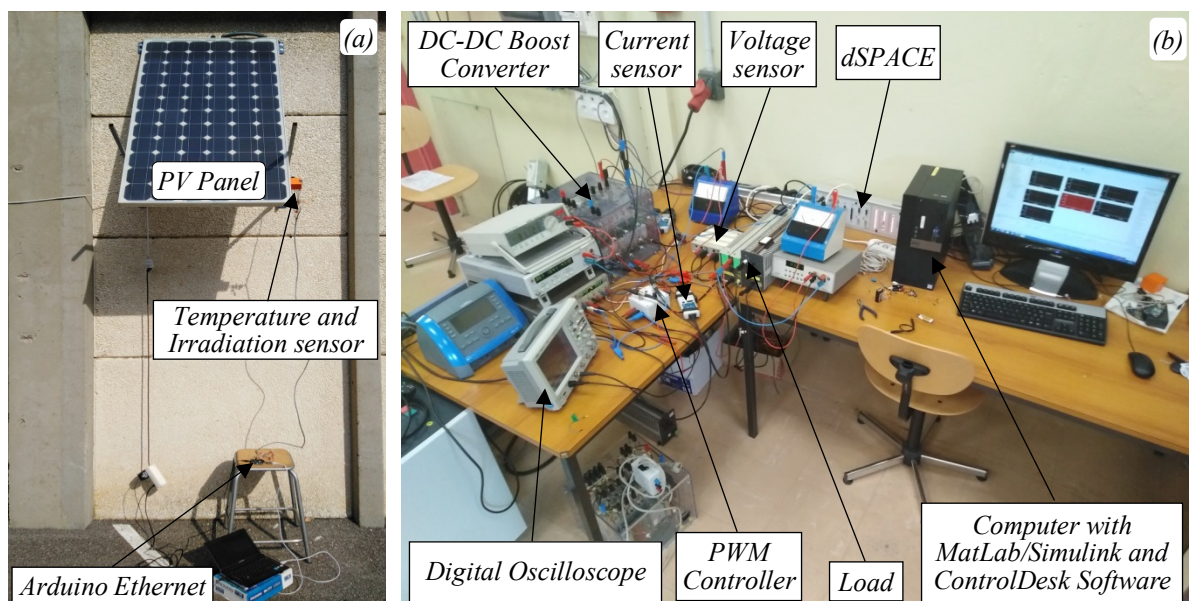 (a)
PV Panel
Temperature and
Irradiation sensor
Arduino Ethernet
(b)
DC-DC Boost
Converter
Current
sensor
Voltage
sensor
dSPACE
Digital Oscilloscope
PWM
Controller
Load
Computer with
MatLab/Simulink and
ControlDesk Software